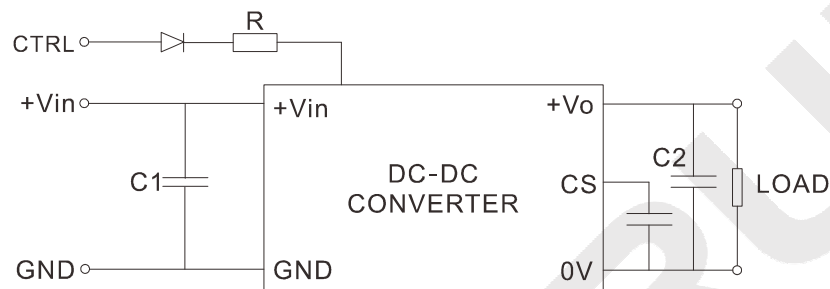 R
CTRL
+Vin
+Vin
+Vo
C1
DC-DC
CONVERTER
CS
C2
LOAD
GND
GND
0V